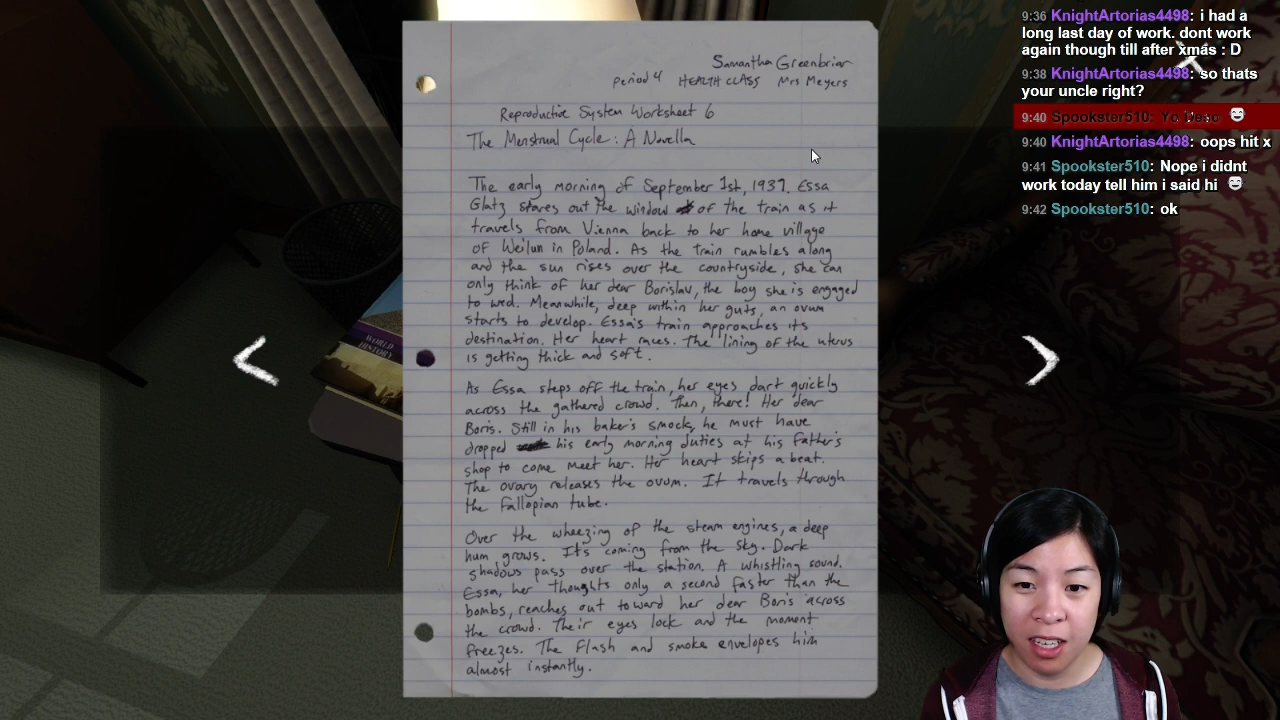 Samantha Greenbriar
period 4 HEALTH CLASS Mrs Meyers
Reproductive System Worksheet 6
The Menstrual Cycle: A Novella
The early morning of September 1st, 1939. Essa
Glatz stares out the window of the train as it
travels from Vienna back to her home village
of Weilun in Poland. As the train rumbles along
and the sun rises over the countryside, she can
only think of her dear Borislav, the boy she is engaged
to wed. Meanwhile, deep within her guts, an ovum
starts to develop. Essa's train approaches its
destination. Her heart races. The lining of the uterus
is getting thick and soft.
As Essa steps off the train, her eyes dart quickly
across the gathered crowd. Then, there! Her dear
Boris. Still in his baker's smock, he must have
dropped his early morning duties at his father's
shop to come meet her. Her heart skips a beat.
The ovary releases the ovum. It travels through
the fallopian tube.
Over the wheezing of the steam engines, a deep
hum grows. It's coming from the sky. Dark
shadows pass over the station. A whistling sound.
Essa, her thoughts only a second faster than the
bombs, reaches out toward her dear Boris across
the crowd. Their eyes lock and the moment
freezes. The flash and smoke envelopes him
almost instantly.
WORLD
HISTORY
9:36 KnightArtorias4498: i had a
long last day of work. dont work
again though till after xmas : D
9:38 KnightArtorias4498: so thats
your uncle right?
9:40 Spookster510: Yo Desc
9:40 KnightArtorias4498: oops hit x
9:41 Spookster510: Nope i didnt
work today tell him i said hi
9:42 Spookster510: ok